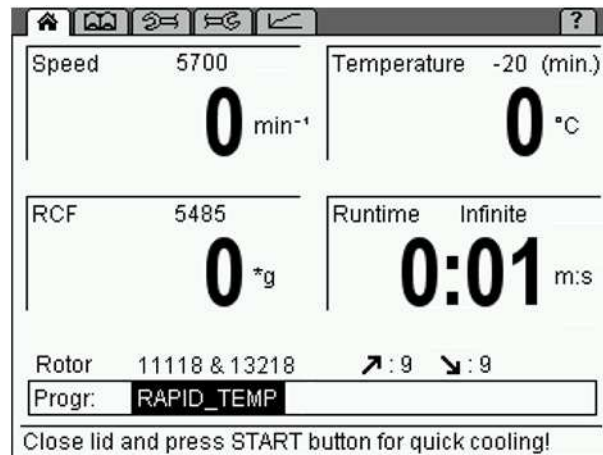 ?
Speed 5700
0 min⁻¹
Temperature -20 (min.)
0 °C
RCF 5485
0 *g
Runtime Infinite
0:01 m:s
Rotor 11118 & 13218 ↗ : 9 ↘ : 9
Progr: RAPID_TEMP
Close lid and press START button for quick cooling!